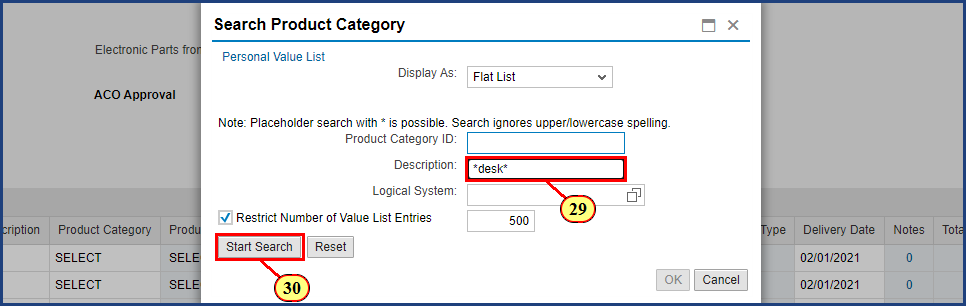 Search Product Category
Electronic Parts from
Personal Value List
Display As: Flat List
ACO Approval
Note: Placeholder search with * is possible. Search ignores upper/lowercase spelling.
Product Category ID:
Description: *desk*
Logical System:
29
Restrict Number of Value List Entries 500
cription Product Category Produ Type Delivery Date Notes Tota
Start Search Reset
SELECT SELECT 02/01/2021 0
30
OK Cancel
SELECT SELECT 02/01/2021 0